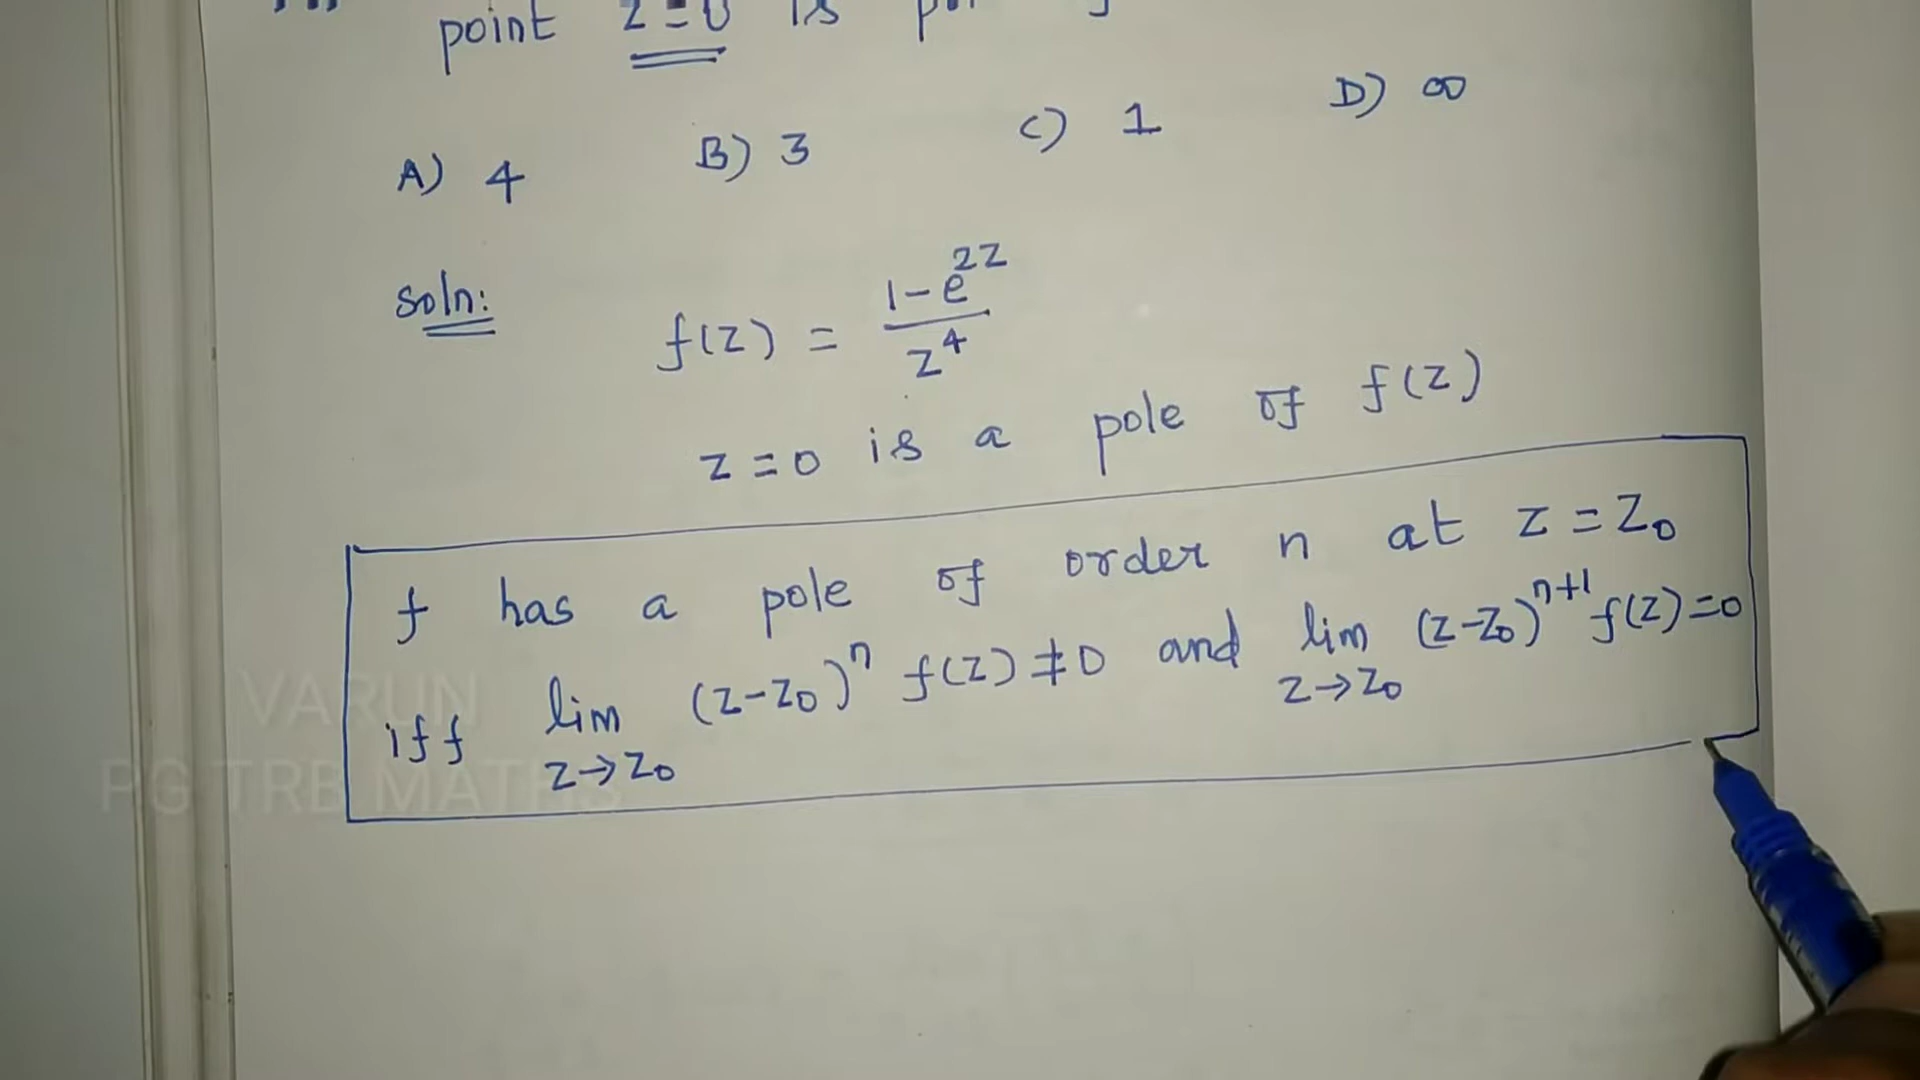 point z=0 is
A) 4 B) 3 C) 1 D) ∞
Soln:
f(z) = \frac{1-e^{2z}}{z^4}
z=0 is a pole of f(z)
f has a pole of order n at z=z₀
iff lim_{z→z₀} (z-z₀)ⁿ f(z)≠0 and lim_{z→z₀} (z-z₀)ⁿ⁺¹ f(z)=0
VARUN
PG TRB MATHS